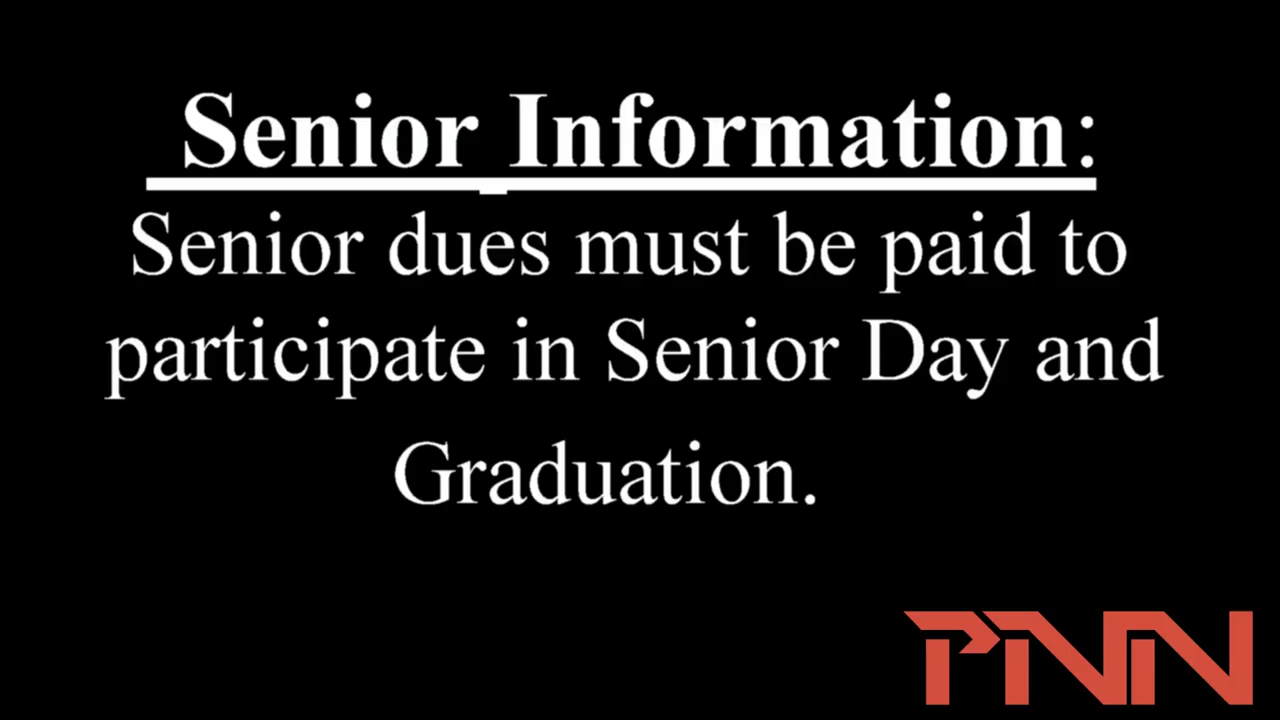 Senior Information:
Senior dues must be paid to
participate in Senior Day and
Graduation.
PNN